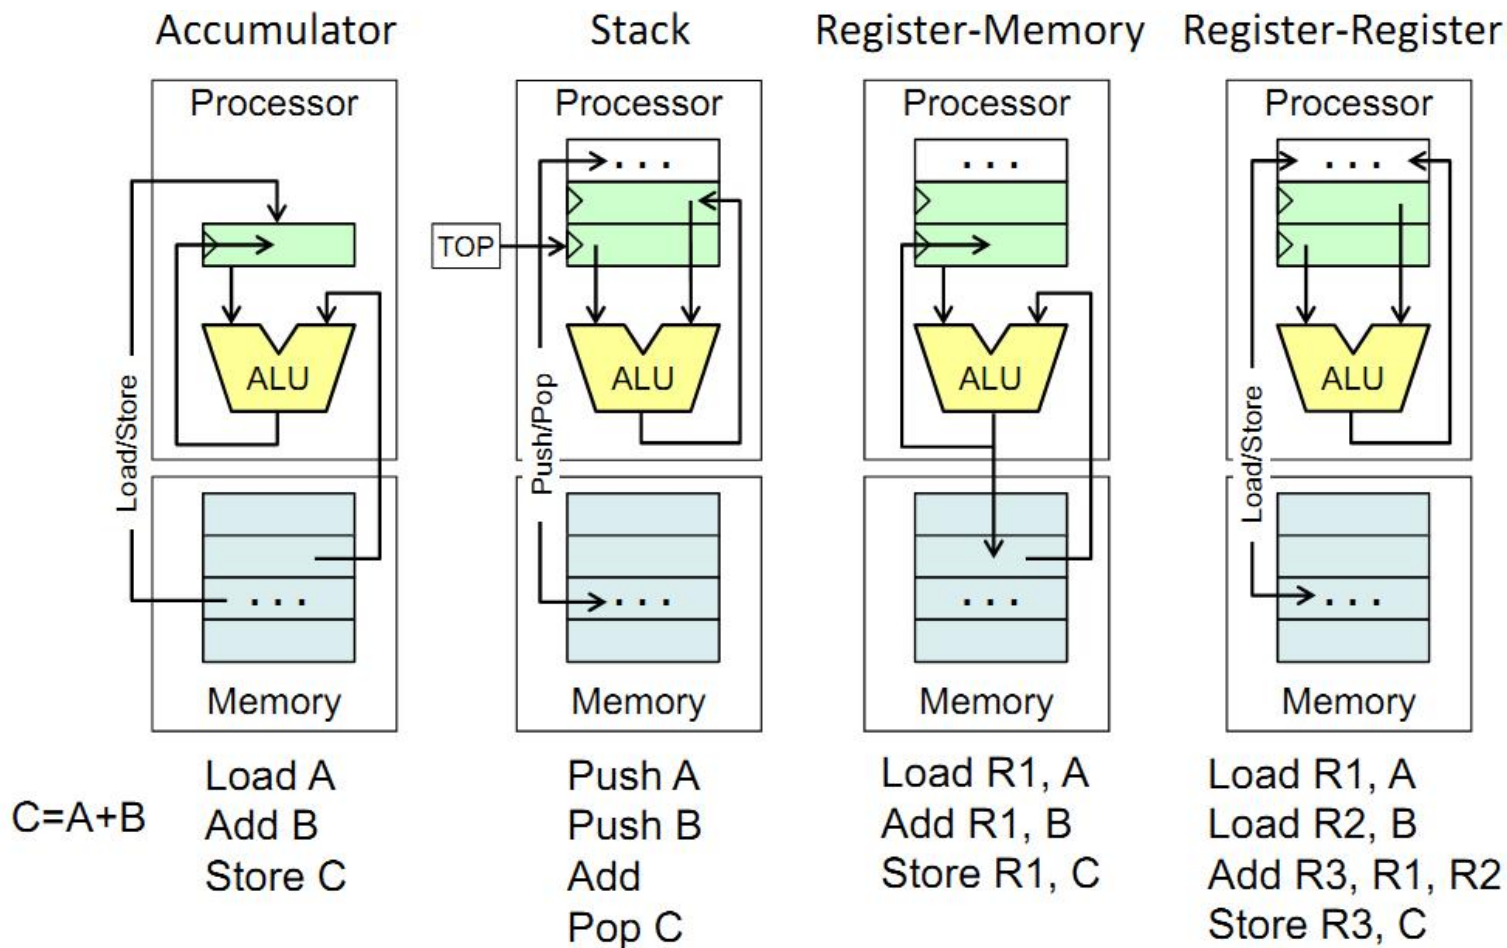 Accumulator
Stack
Register-Memory
Register-Register
Processor
Processor
Processor
Processor
. . .
. . .
. . .
TOP
ALU
ALU
ALU
ALU
Load/Store
Push/Pop
Load/Store
. . .
. . .
. . .
. . .
Memory
Memory
Memory
Memory
C=A+B
Load A
Add B
Store C
Push A
Push B
Add
Pop C
Load R1, A
Add R1, B
Store R1, C
Load R1, A
Load R2, B
Add R3, R1, R2
Store R3, C